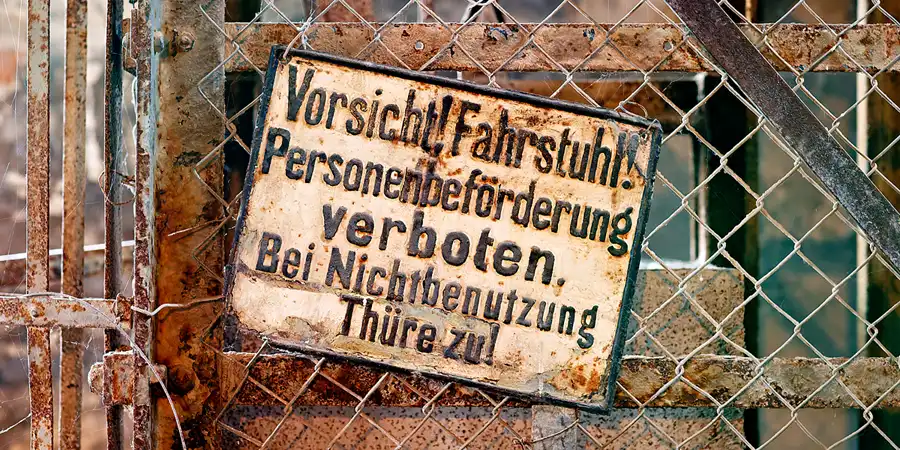 Vorsicht! Fahrstuhl!
Personenbeförderung
verboten.
Bei Nichtbenutzung
Thüre zu!